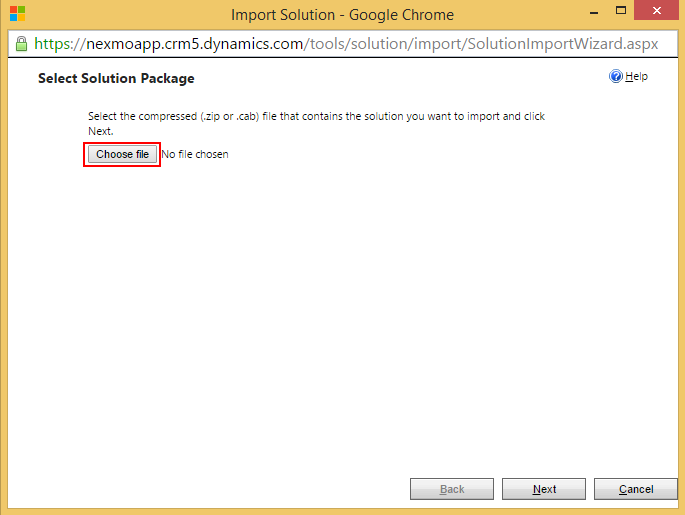 Import Solution - Google Chrome
https://nexmoapp.crm5.dynamics.com/tools/solution/import/SolutionImportWizard.aspx
Select Solution Package
Help
Select the compressed (.zip or .cab) file that contains the solution you want to import and click
Next.
Choose file No file chosen
Back Next Cancel